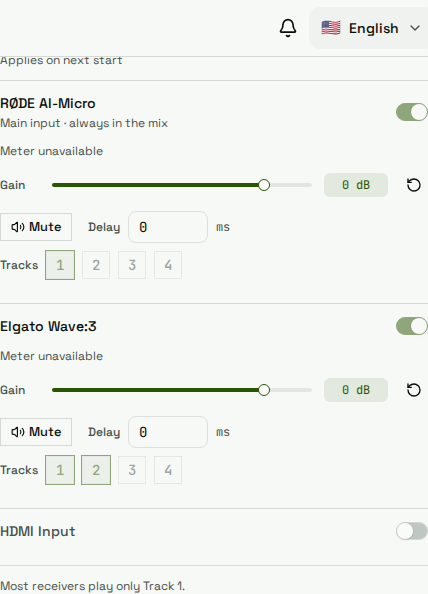 English
Applies on next start
RØDE AI-Micro
Main input · always in the mix
Meter unavailable
Gain 0 dB
Mute Delay 0 ms
Tracks 1 2 3 4
Elgato Wave:3
Meter unavailable
Gain 0 dB
Mute Delay 0 ms
Tracks 1 2 3 4
HDMI Input
Most receivers play only Track 1.